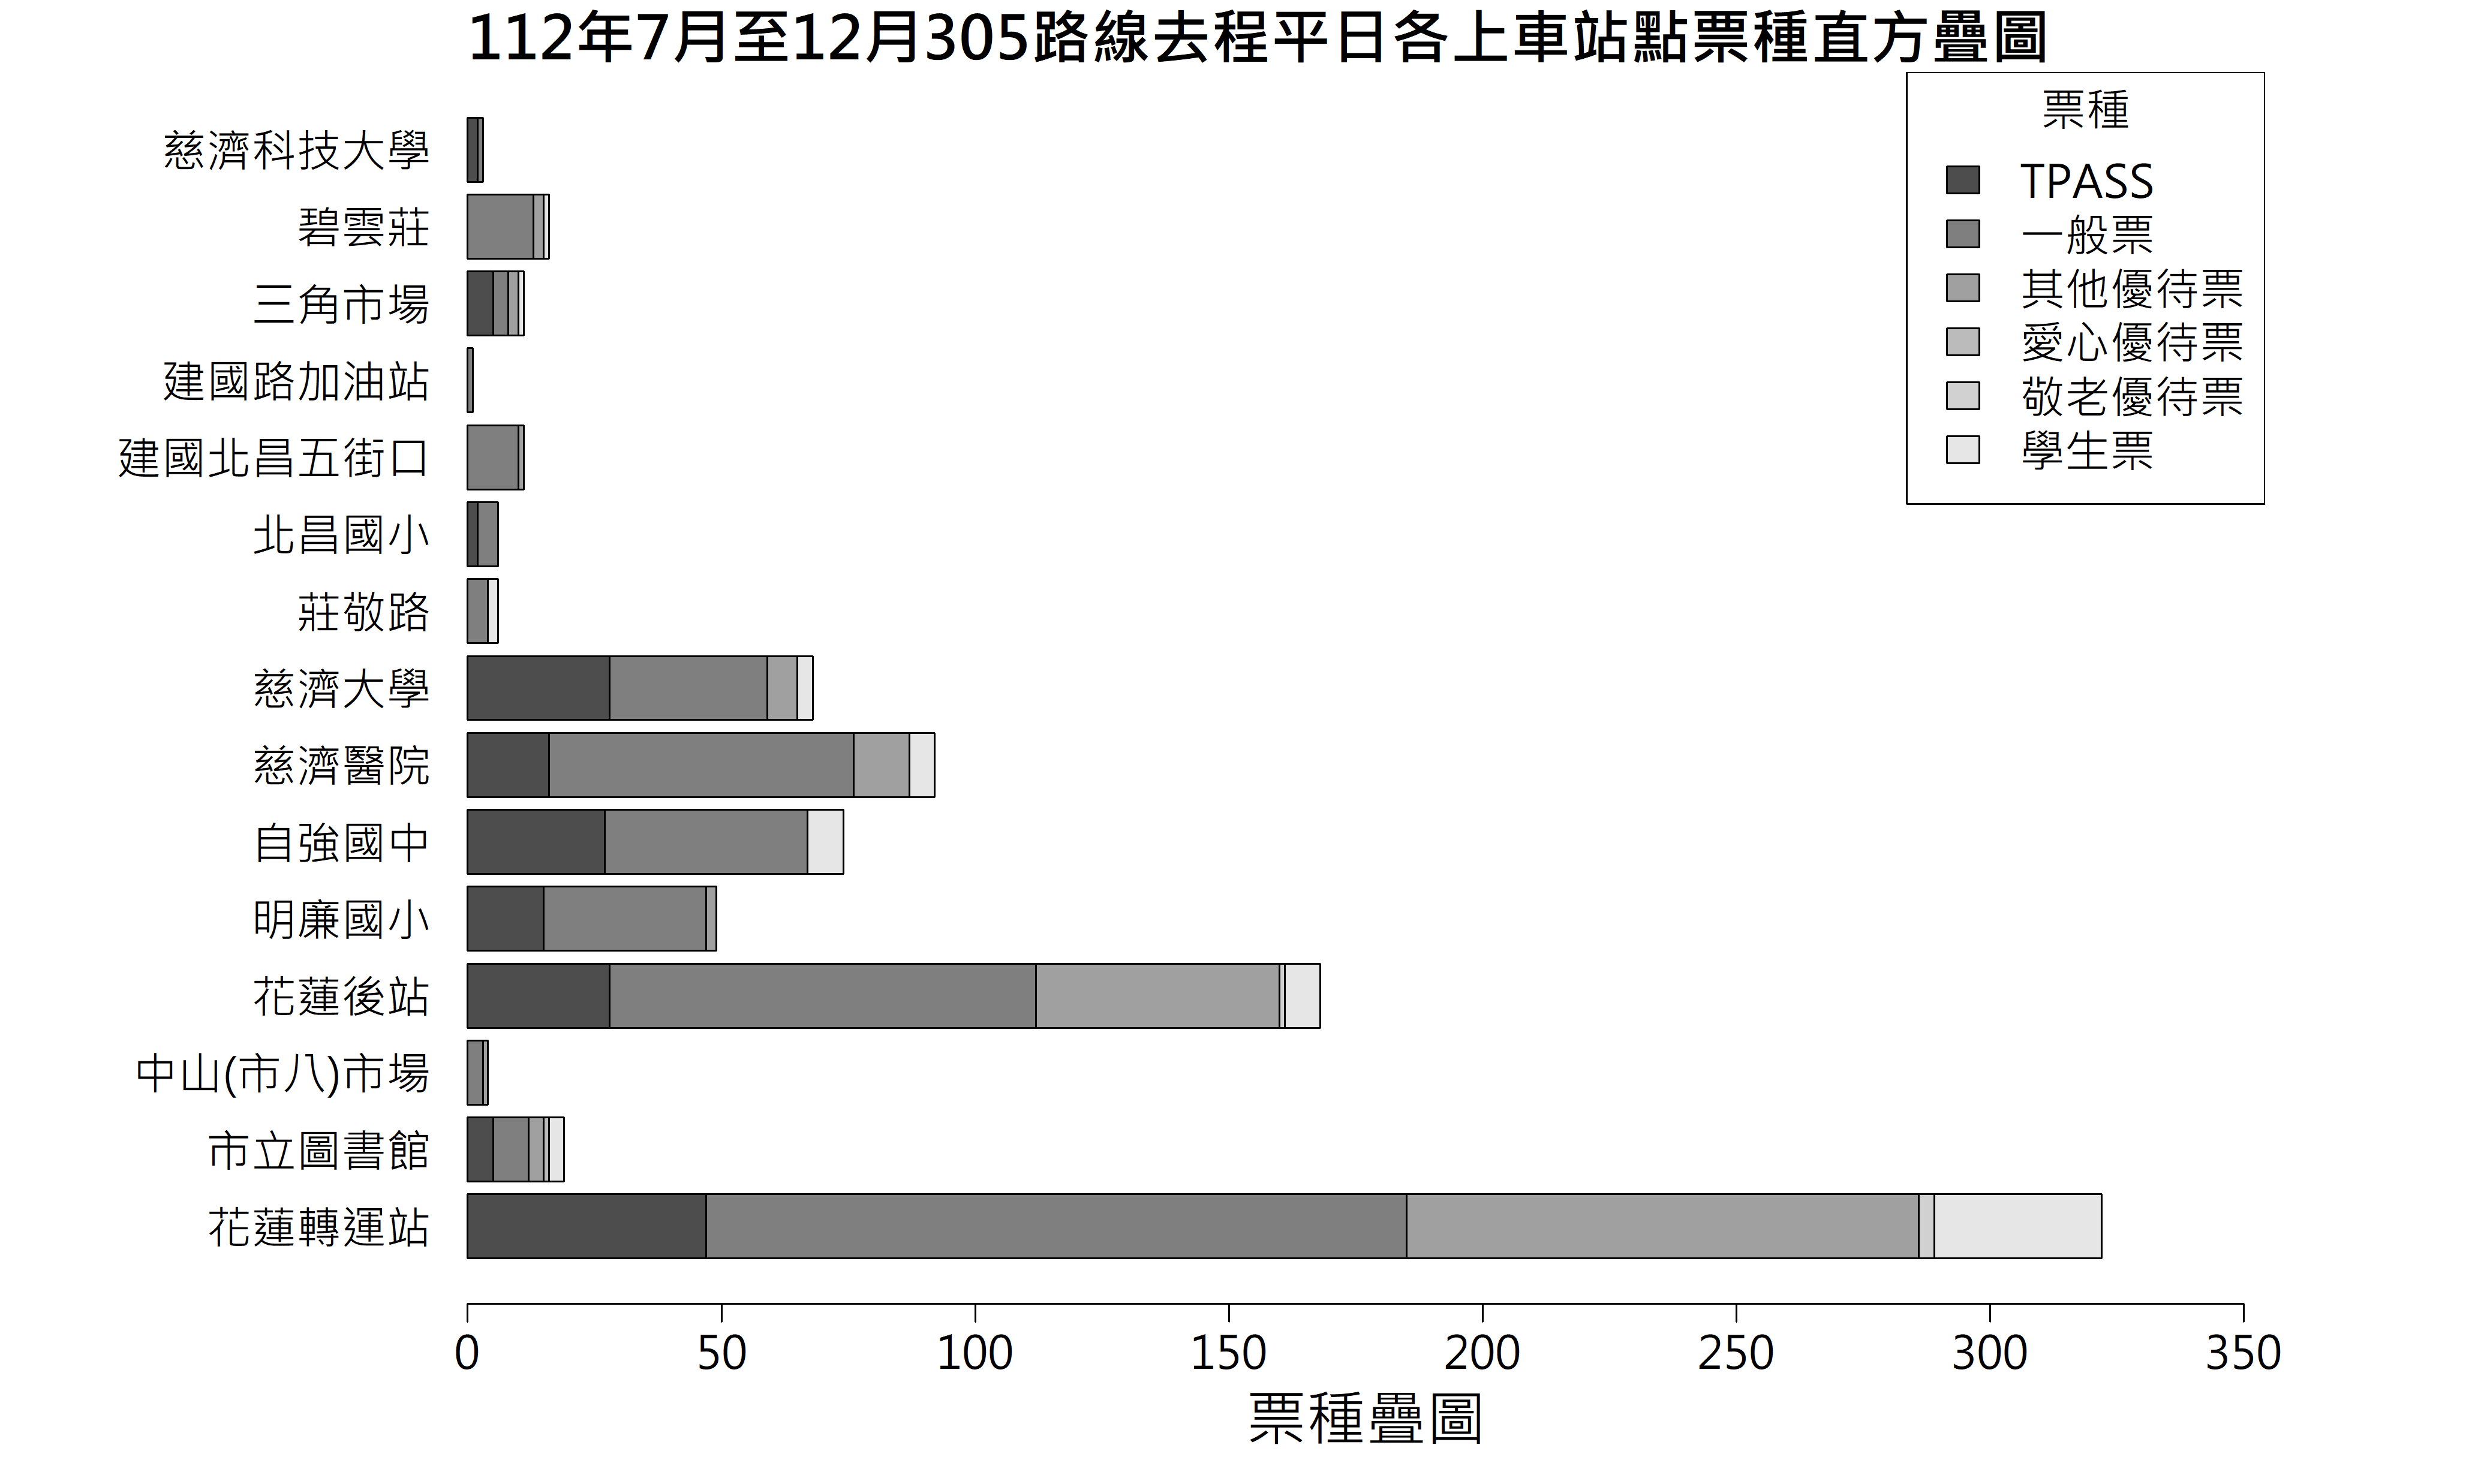 112年7月至12月305路線去程平日各上車站點票種直方疊圖
票種
TPASS
一般票
其他優待票
愛心優待票
敬老優待票
學生票
慈濟科技大學
碧雲莊
三角市場
建國路加油站
建國北昌五街口
北昌國小
莊敬路
慈濟大學
慈濟醫院
自強國中
明廉國小
花蓮後站
中山(市八)市場
市立圖書館
花蓮轉運站
0 50 100 150 200 250 300 350
票種疊圖